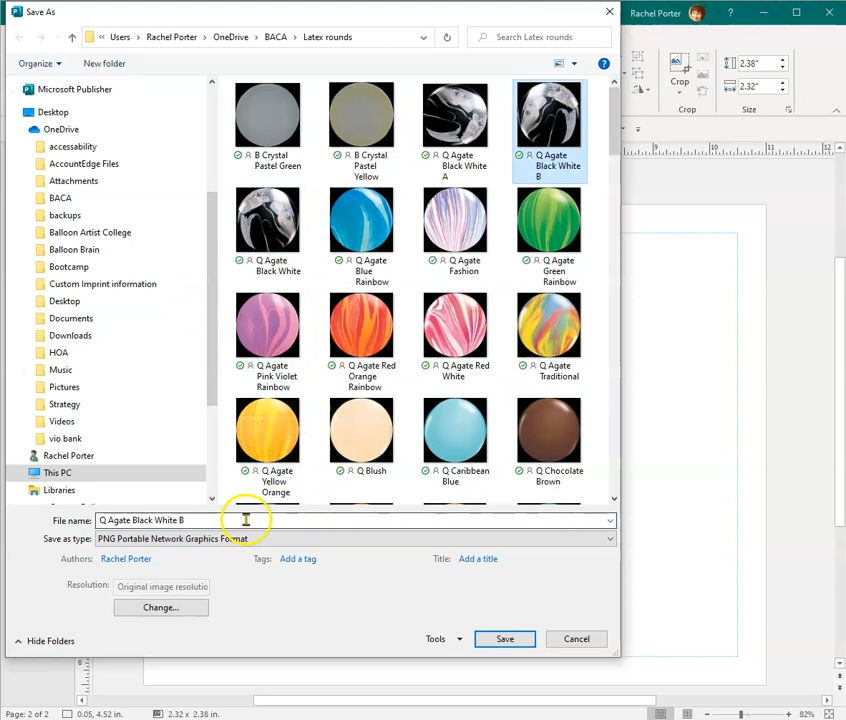 Save As
Rachel Porter
?
« Users > Rachel Porter > OneDrive > BACA > Latex rounds
Search Latex rounds
Organize
New folder
?
Crop
2.38"
2.32"
Crop
Size
Microsoft Publisher
Desktop
OneDrive
accessability
AccountEdge Files
Attachments
BACA
backups
Balloon Artist College
Balloon Brain
Bootcamp
Custom Imprint information
Desktop
Documents
Downloads
HOA
Music
Pictures
Strategy
Videos
vio bank
Rachel Porter
This PC
Libraries
B Crystal
Pastel Green
B Crystal
Pastel
Yellow
Q Agate
Black White
A
Q Agate
Black White
B
Q Agate
Black White
Q Agate
Blue
Rainbow
Q Agate
Fashion
Q Agate
Green
Rainbow
Q Agate
Pink Violet
Rainbow
Q Agate Red
Orange
Rainbow
Q Agate Red
White
Q Agate
Traditional
Q Agate
Yellow
Orange
Q Blush
Q Caribbean
Blue
Q Chocolate
Brown
9
10
11
12
File name: Q Agate Black White B
Save as type: PNG Portable Network Graphics Format
Authors: Rachel Porter
Tags: Add a tag
Title: Add a title
Resolution: Original image resolutio
Change...
Hide Folders
Tools
Save
Cancel
8
Page: 2 of 2
0.05, 4.52 in.
2.32 x 2.38 in.
82%